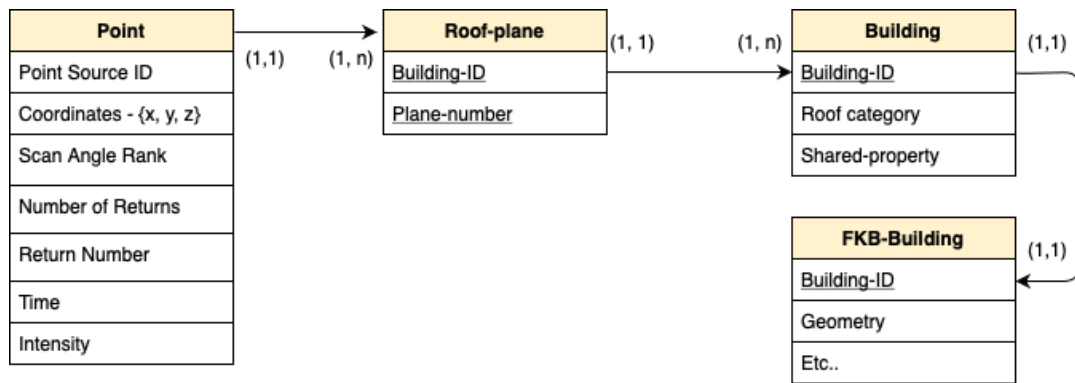 Point
Point Source ID
Coordinates - {x, y, z}
Scan Angle Rank
Number of Returns
Return Number
Time
Intensity
(1,1)
(1, n)
Roof-plane
Building-ID
Plane-number
(1, 1)
(1, n)
Building
Building-ID
Roof category
Shared-property
(1,1)
FKB-Building
Building-ID
Geometry
Etc..
(1,1)